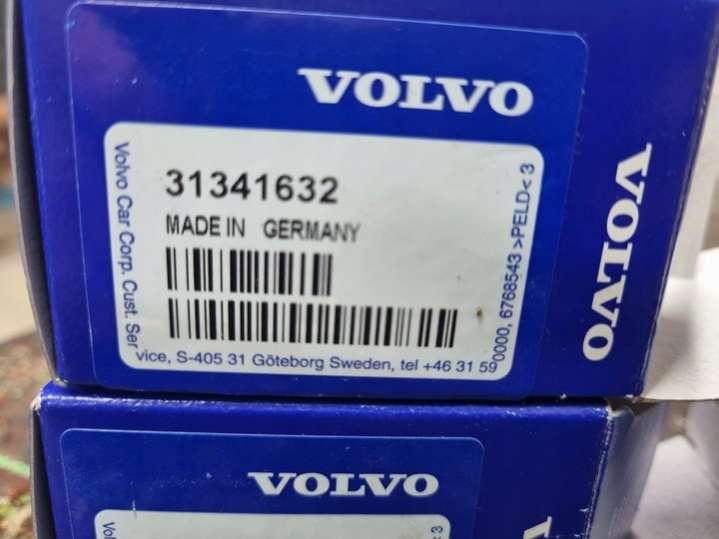 VOLVO
31341632
MADE IN GERMANY
Volvo Car Corp. Cust. Ser
vice, S-405 31 Göteborg Sweden, tel +46 31 59
0000, 6768543 >PELD< 3
VOLVO
VOLVO